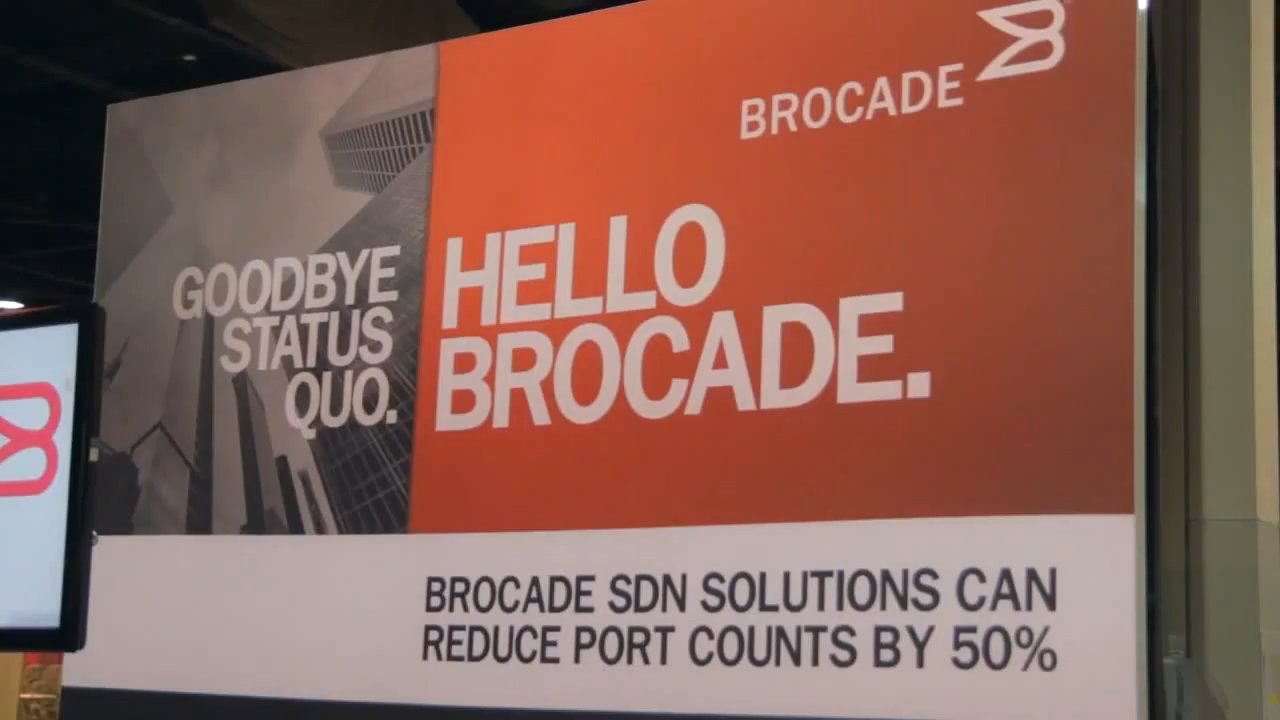 BROCADE
GOODBYE
STATUS
QUO.
HELLO
BROCADE.
BROCADE SDN SOLUTIONS CAN
REDUCE PORT COUNTS BY 50%